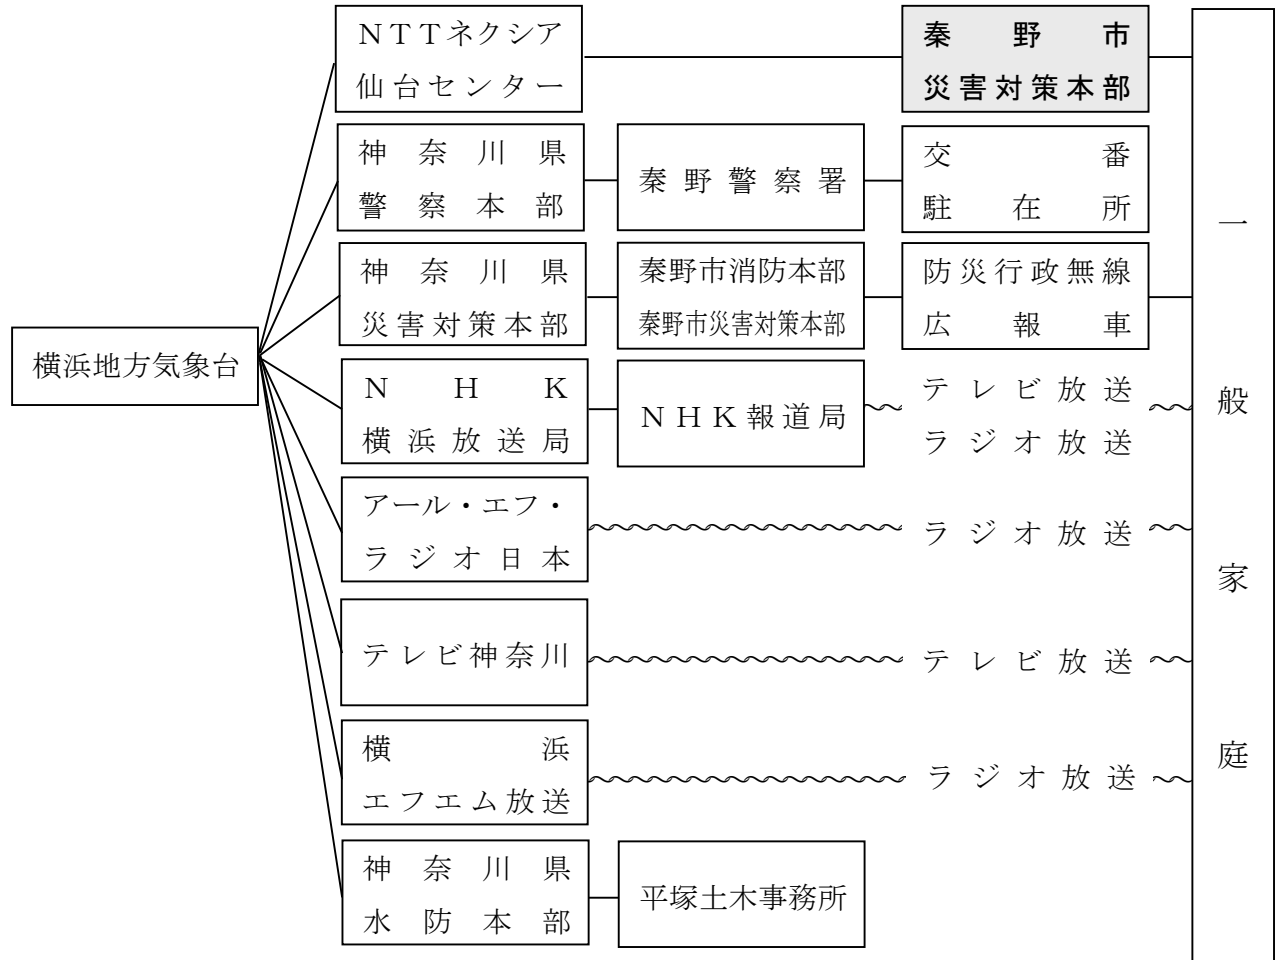 横浜地方気象台
NTTネクシア
仙台センター
秦野市
災害対策本部
神奈川県
警察本部
秦野警察署
交番
駐在所
神奈川県
災害対策本部
秦野市消防本部
秦野市災害対策本部
防災行政無線
広報車
NHK
横浜放送局
NHK報道局
テレビ放送
ラジオ放送
アール・エフ・
ラジオ日本
ラジオ放送
テレビ神奈川
テレビ放送
横浜
エフエム放送
ラジオ放送
神奈川県
水防本部
平塚土木事務所
一般家庭